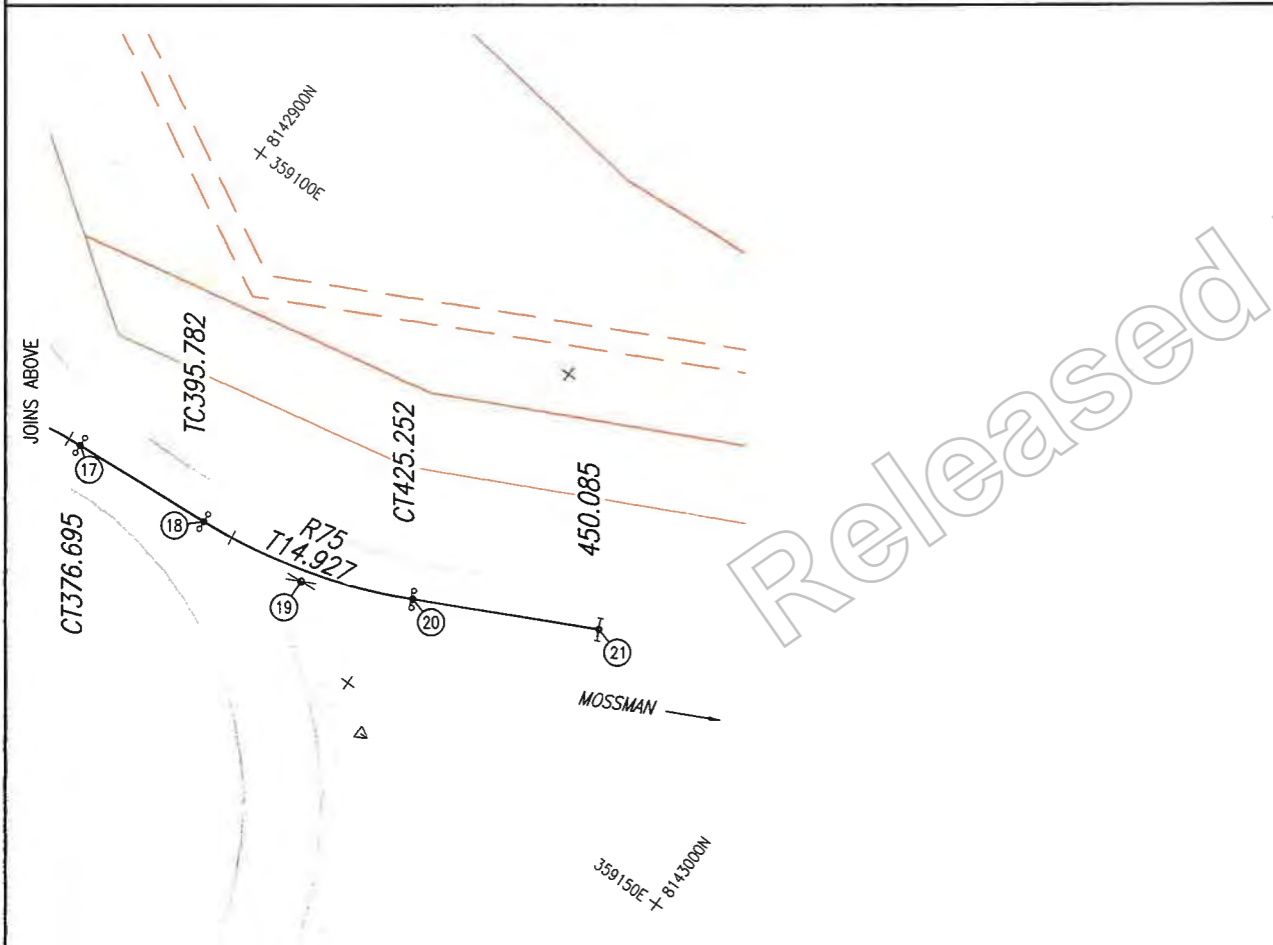 8142900N
359100E
JOINS ABOVE
TC395.782
CT425.252
450.085
CT376.695
17
18
R75
T14.927
19
20
21
MOSSMAN
359150E
8143000N
Released